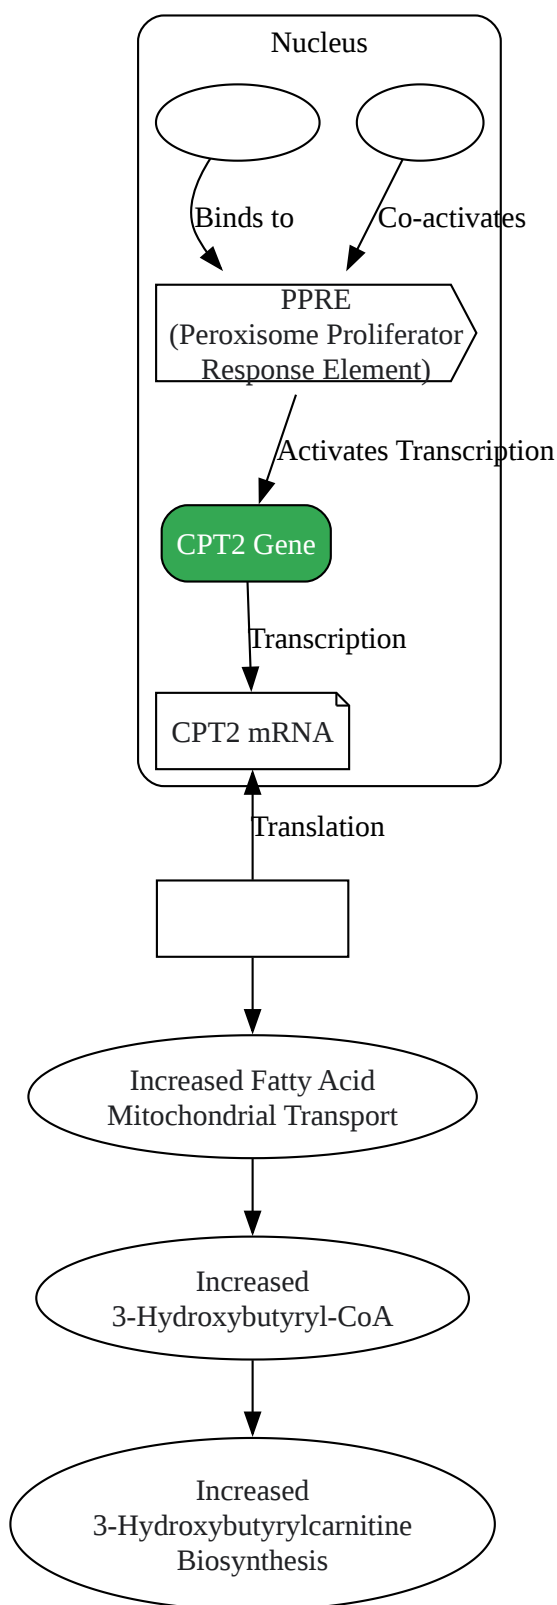 Nucleus
Binds to
Co-activates
PPRE
(Peroxisome Proliferator
Response Element)
Activates Transcription
CPT2 Gene
Transcription
CPT2 mRNA
Translation
Increased Fatty Acid
Mitochondrial Transport
Increased
3-Hydroxybutyryl-CoA
Increased
3-Hydroxybutyrylcarnitine
Biosynthesis